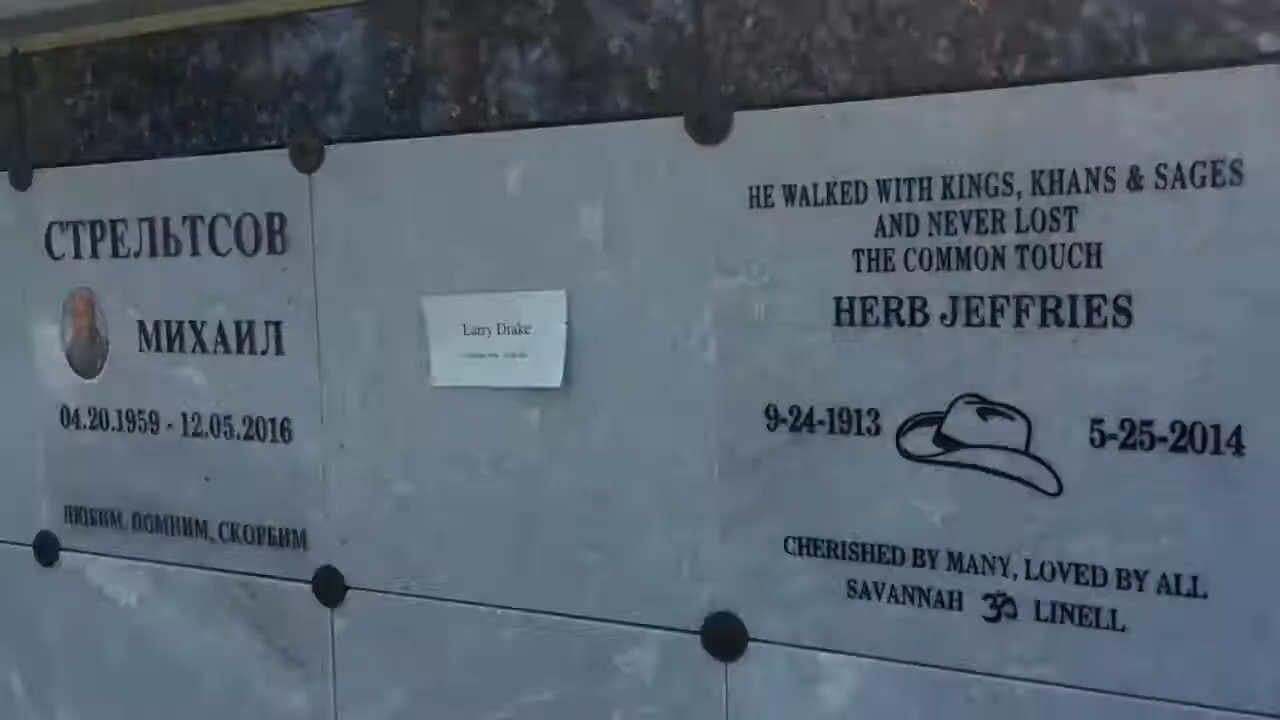 СТРЕЛЬТСОВ
МИХАИЛ
04.20.1959 - 12.05.2016
ЛЮБИМ, ПОМНИМ, СКОРБИМ
Larry Drake
HE WALKED WITH KINGS, KHANS & SAGES
AND NEVER LOST
THE COMMON TOUCH
HERB JEFFRIES
9-24-1913 5-25-2014
CHERISHED BY MANY, LOVED BY ALL
SAVANNAH ॐ LINELL